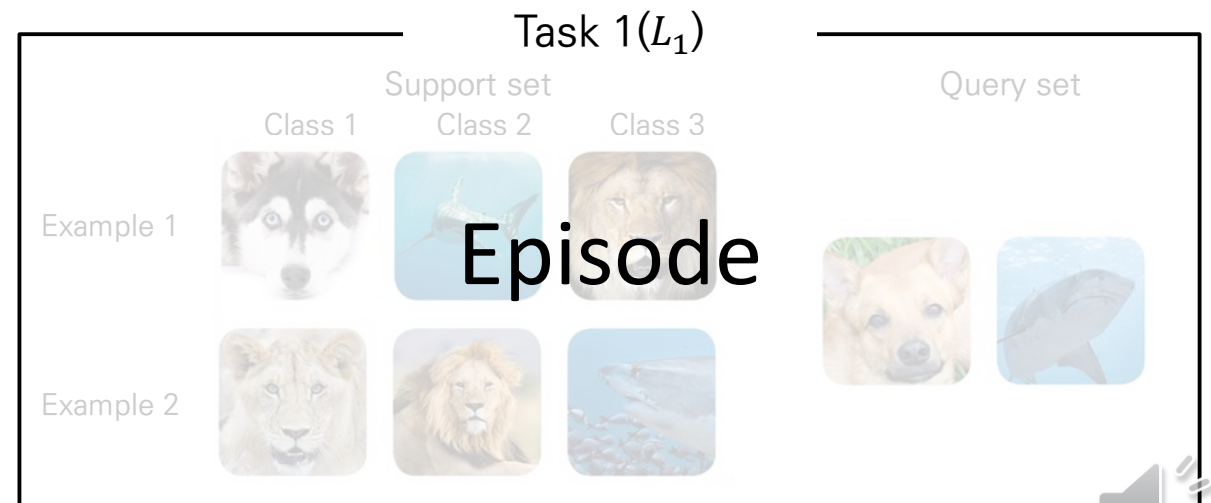 Task 1(L₁)
Support set
Query set
Class 1 Class 2 Class 3
Example 1
Episode
Example 2